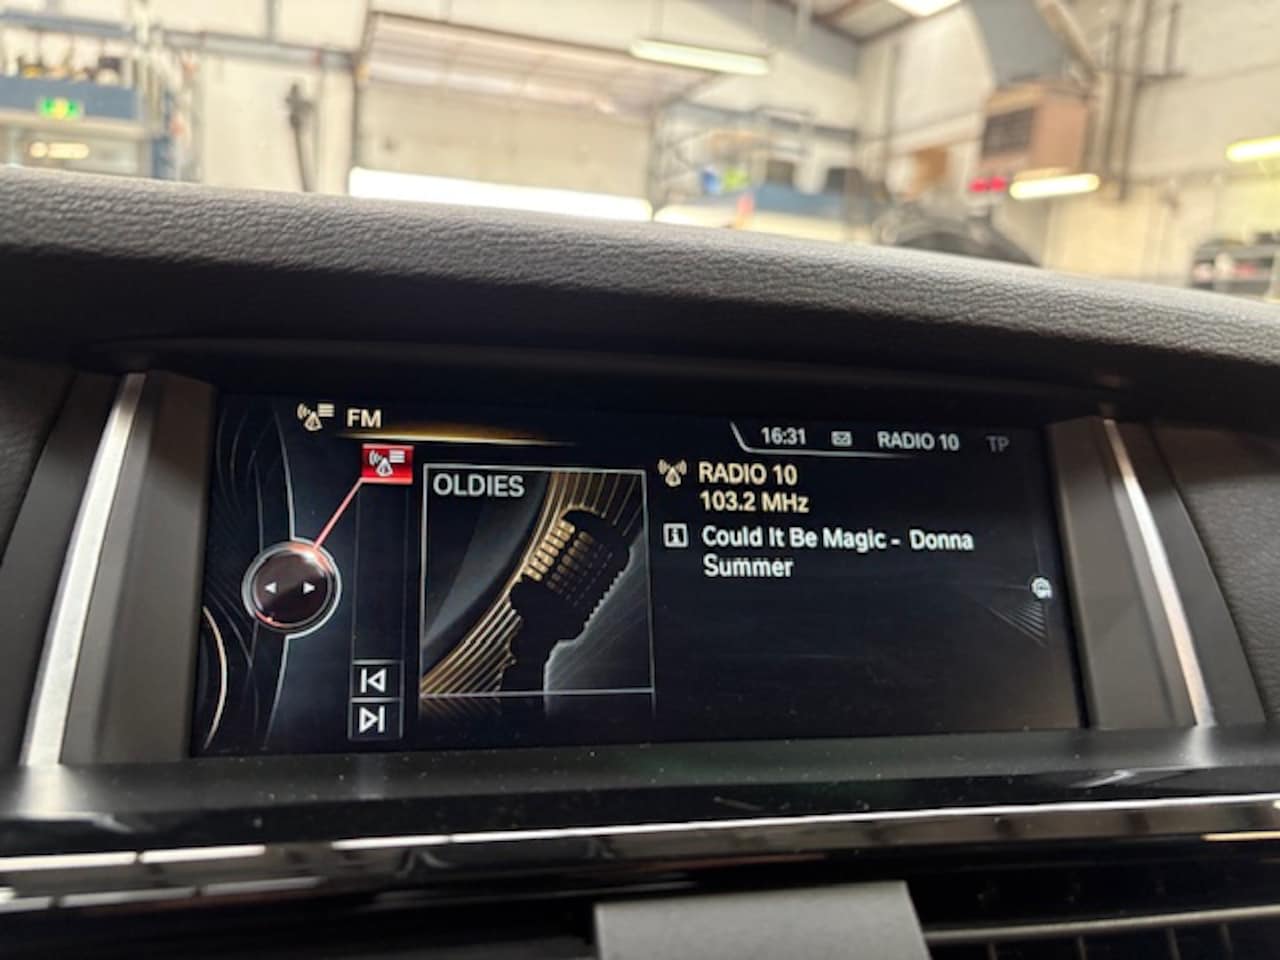 FM
16:31 RADIO 10 TP
OLDIES
RADIO 10
103.2 MHz
Could It Be Magic - Donna
Summer